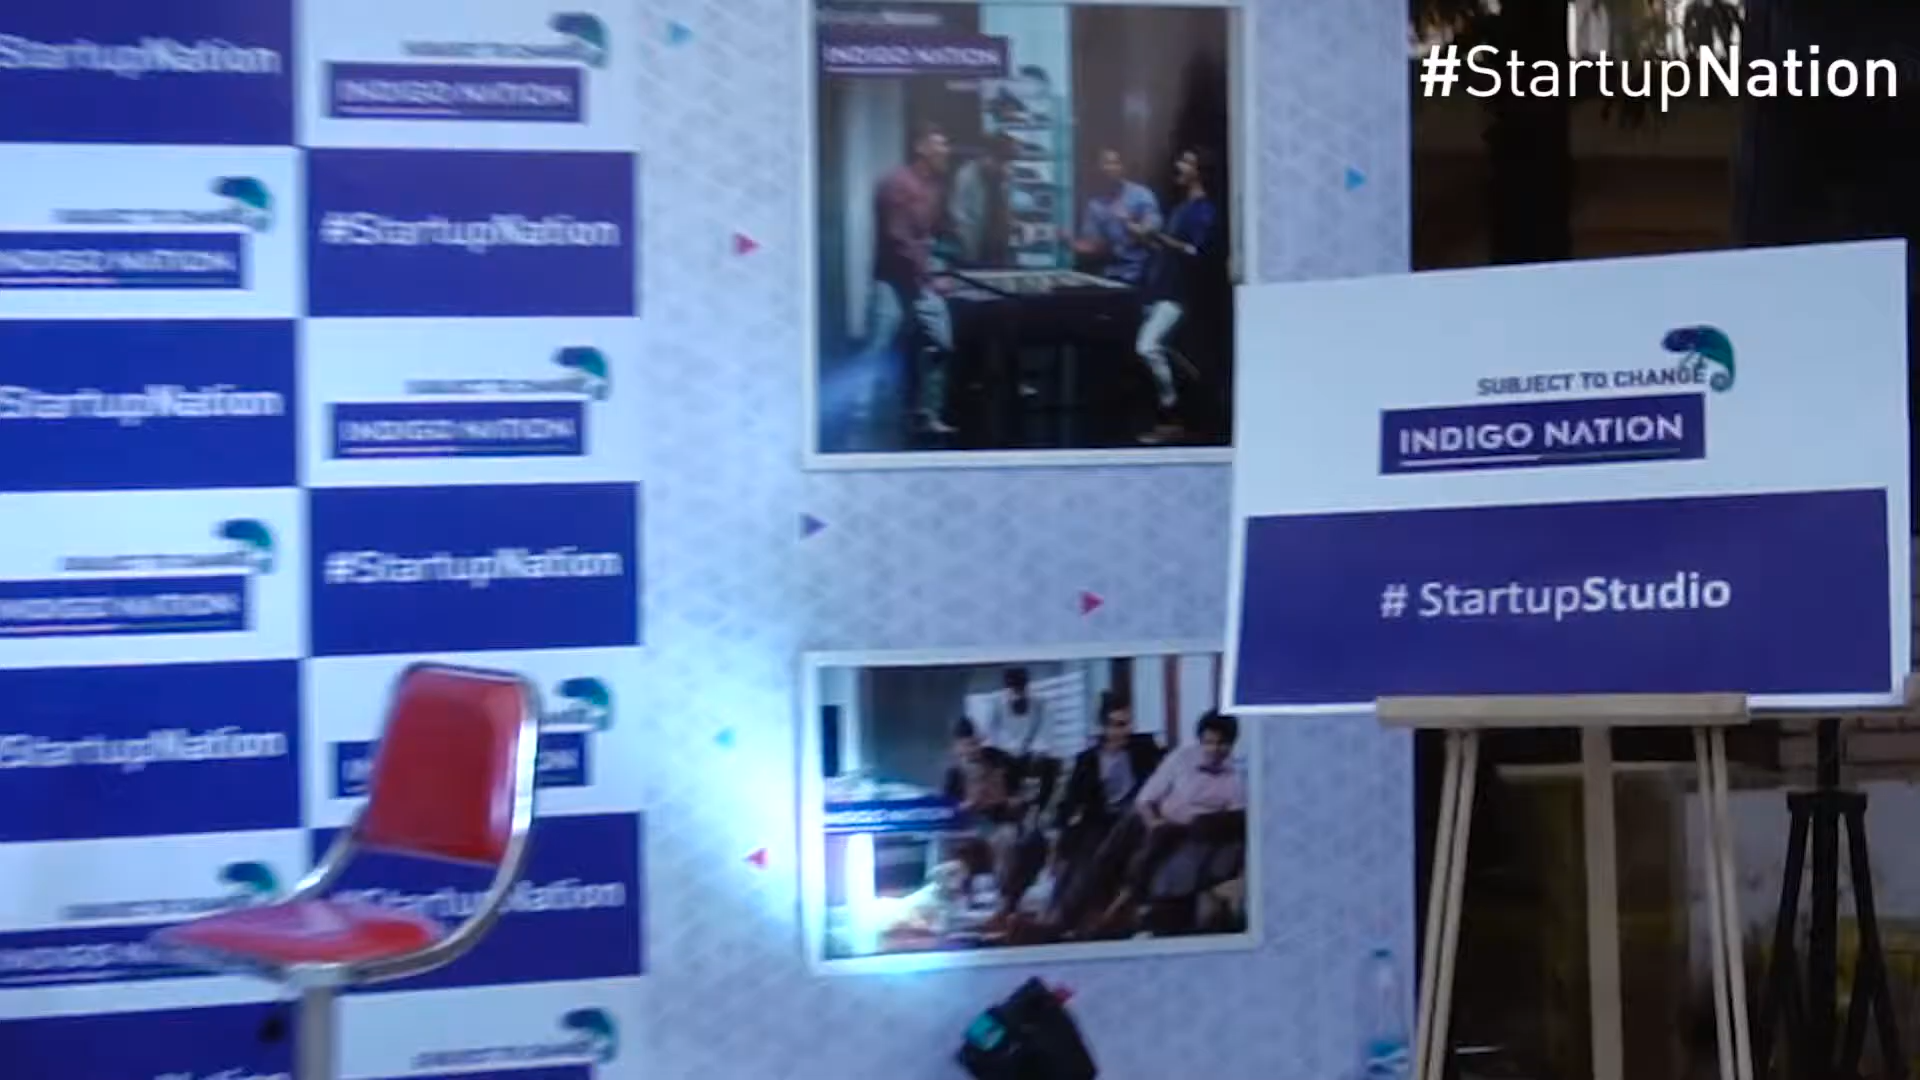 #StartupNation
SUBJECT TO CHANGE
INDIGO NATION
# StartupStudio
StartupNation
INDIGO NATION
INDIGO NATION
#StartupNation
StartupNation
INDIGO NATION
INDIGO NATION
#StartupNation
StartupNation
#StartupNation
INDIGO NATION